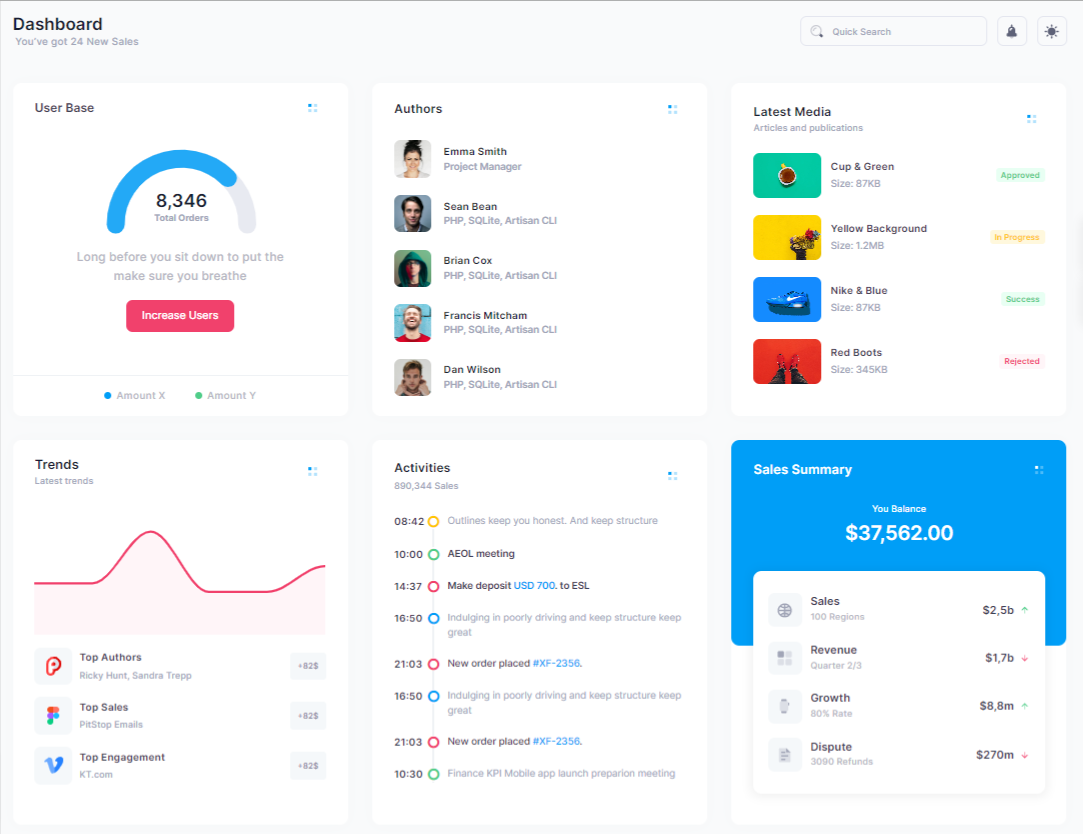 Dashboard
You've got 24 New Sales
Quick Search
User Base
8,346
Total Orders
Long before you sit down to put the
make sure you breathe
Increase Users
Amount X
Amount Y
Authors
Emma Smith
Project Manager
Sean Bean
PHP, SQLite, Artisan CLI
Brian Cox
PHP, SQLite, Artisan CLI
Francis Mitcham
PHP, SQLite, Artisan CLI
Dan Wilson
PHP, SQLite, Artisan CLI
Latest Media
Articles and publications
Cup & Green
Size: 87KB
Approved
Yellow Background
Size: 1.2MB
In Progress
Nike & Blue
Size: 87KB
Success
Red Boots
Size: 345KB
Rejected
Trends
Latest trends
Top Authors
Ricky Hunt, Sandra Trepp
+82$
Top Sales
PitStop Emails
+82$
Top Engagement
KT.com
+82$
Activities
890,344 Sales
08:42 Outlines keep you honest. And keep structure
10:00 AEOL meeting
14:37 Make deposit USD 700. to ESL
16:50 Indulging in poorly driving and keep structure keep
great
21:03 New order placed #XF-2356.
16:50 Indulging in poorly driving and keep structure keep
great
21:03 New order placed #XF-2356.
10:30 Finance KPI Mobile app launch preparion meeting
Sales Summary
You Balance
$37,562.00
Sales
100 Regions
$2,5b
Revenue
Quarter 2/3
$1,7b
Growth
80% Rate
$8,8m
Dispute
3090 Refunds
$270m